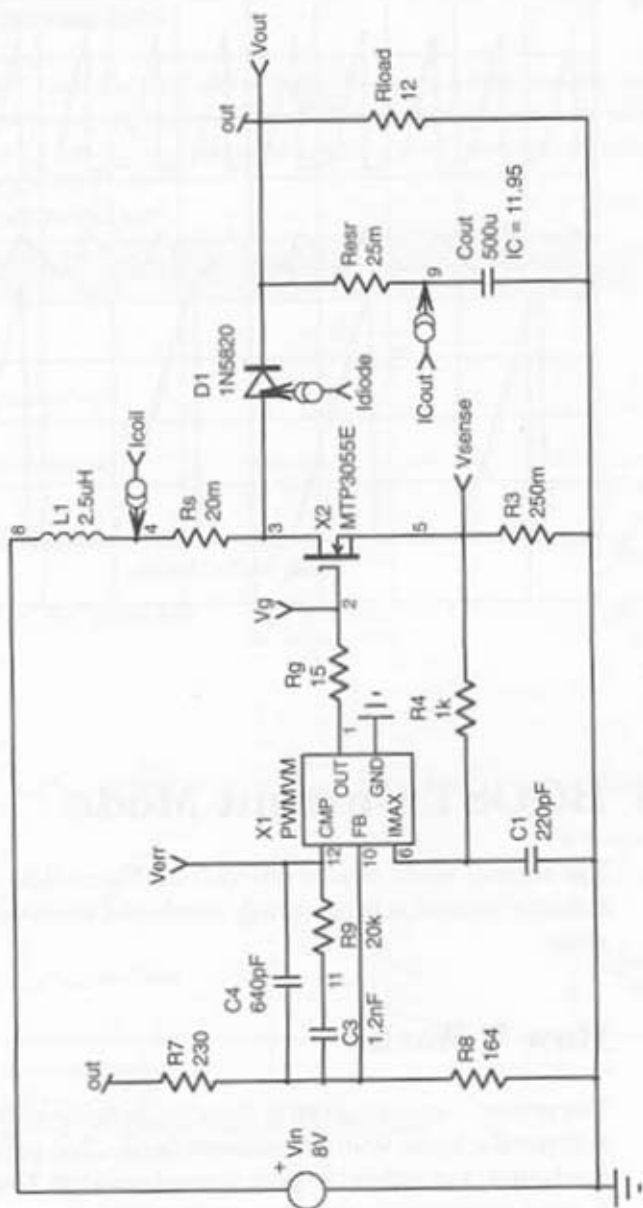 Vin
8V
out
R7
230
C4
640pF
C3
1.2nF
11
R9
20k
R8
164
Verr
X1
PWMVM
12
CMP
10
FB
6
IMAX
OUT
GND
1
C1
220pF
Rg
15
R4
1k
Vg
2
8
L1
2.5uH
4
Icoil
Rs
20m
3
X2
MTP3055E
5
Vsense
R3
250m
D1
1N5820
Idiode
Resr
25m
9
ICout
Cout
500u
IC = 11.95
out
Vout
Rload
12